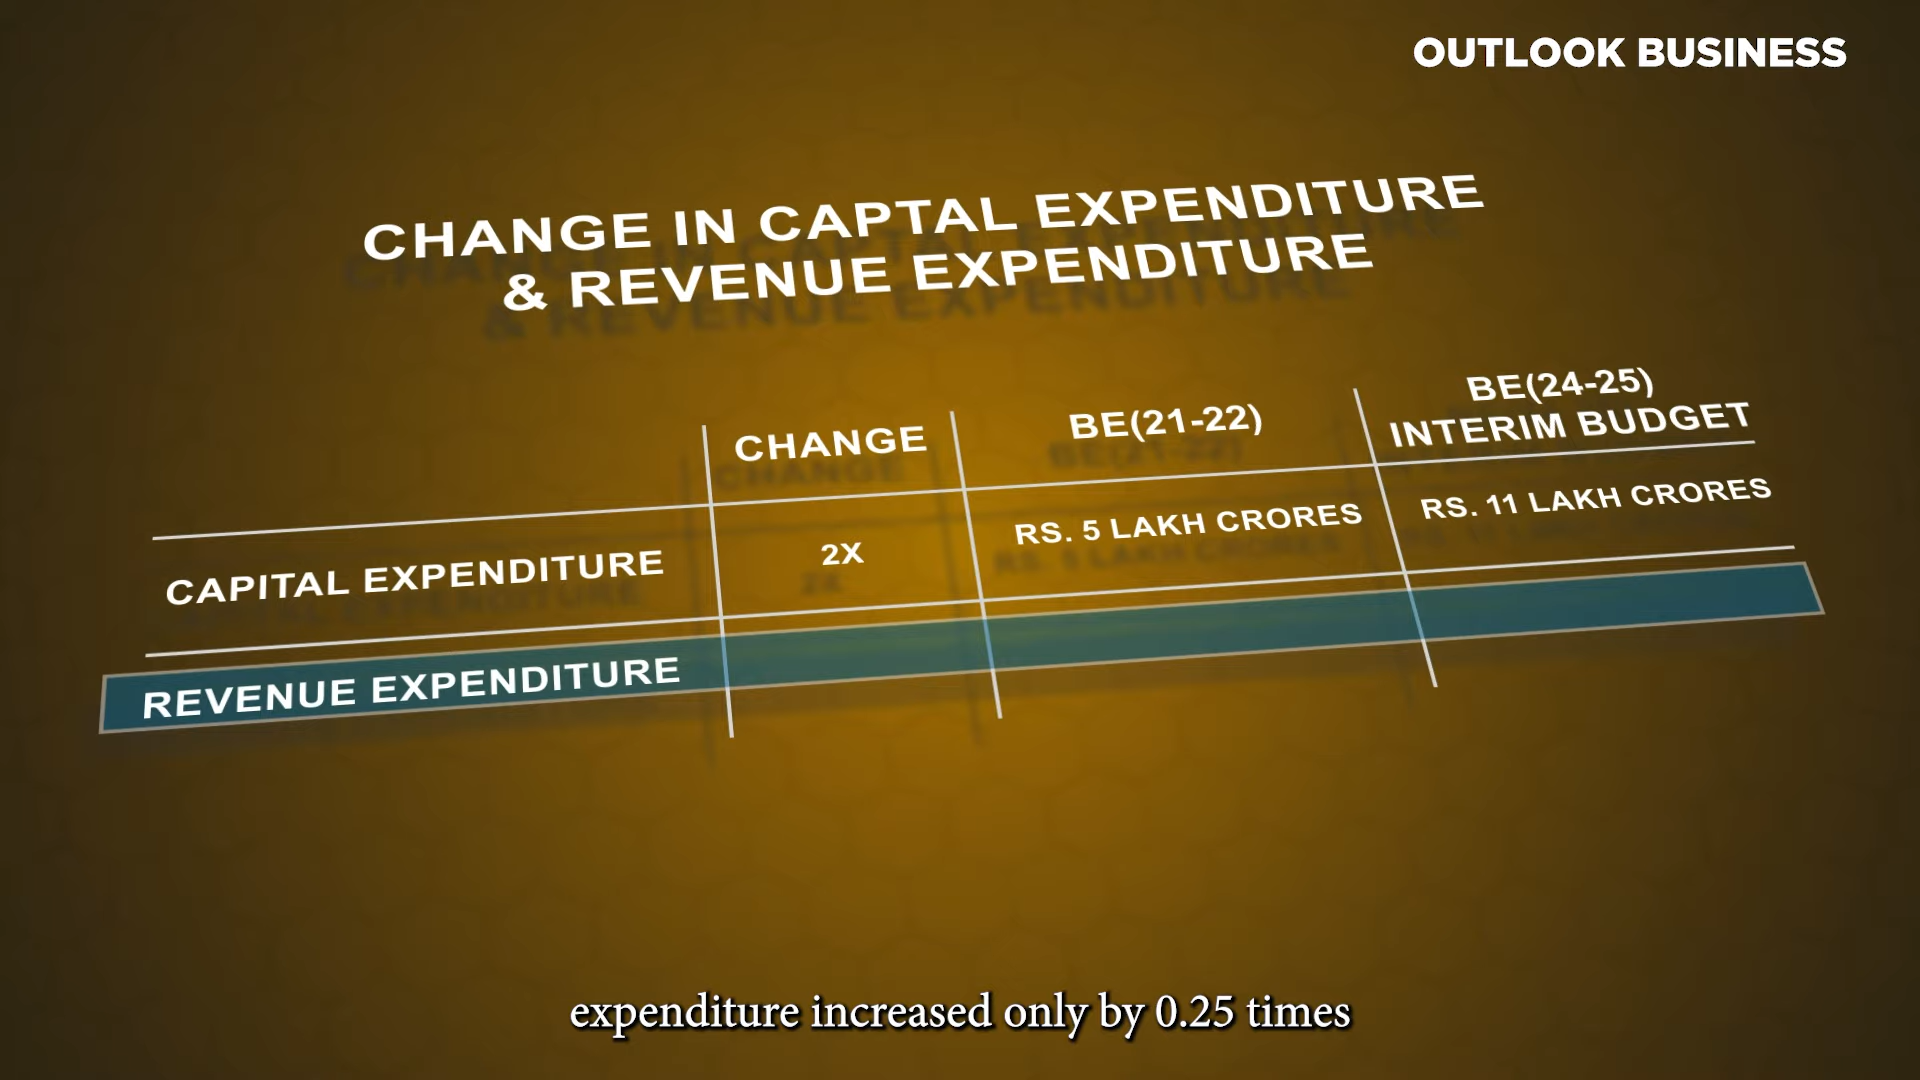 OUTLOOK BUSINESS
CHANGE IN CAPTAL EXPENDITURE
& REVENUE EXPENDITURE
CHANGE
BE(21-22)
BE(24-25)
INTERIM BUDGET
CAPITAL EXPENDITURE
2X
RS. 5 LAKH CRORES
RS. 11 LAKH CRORES
REVENUE EXPENDITURE
expenditure increased only by 0.25 times